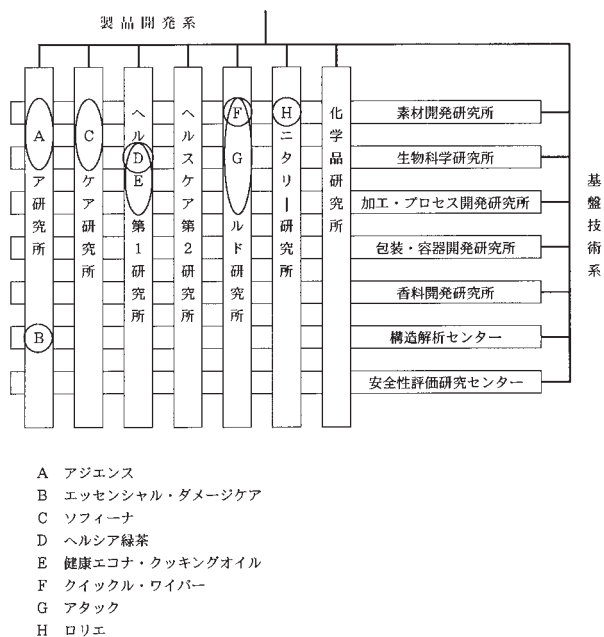 製品開発系
A
ア研究所
B
C
ケア研究所
ヘル
D
E
第1研究所
ヘルスケア第2研究所
F
G
ルド研究所
H
ニタリー研究所
化学品研究所
素材開発研究所
生物科学研究所
加工・プロセス開発研究所
包装・容器開発研究所
香料開発研究所
構造解析センター
安全性評価研究センター
基盤技術系
A アジエンス
B エッセンシャル・ダメージケア
C ソフィーナ
D ヘルシア緑茶
E 健康エコナ・クッキングオイル
F クイックル・ワイパー
G アタック
H ロリエ